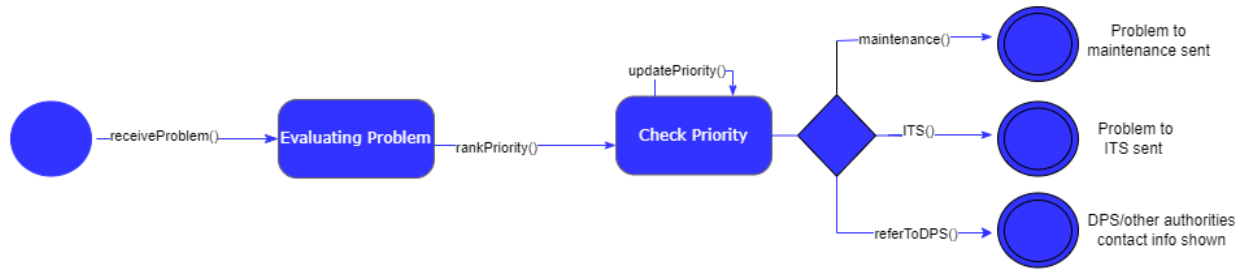 receiveProblem()
Evaluating Problem
rankPriority()
updatePriority()
Check Priority
maintenance()
Problem to
maintenance sent
ITS()
Problem to
ITS sent
referToDPS()
DPS/other authorities
contact info shown